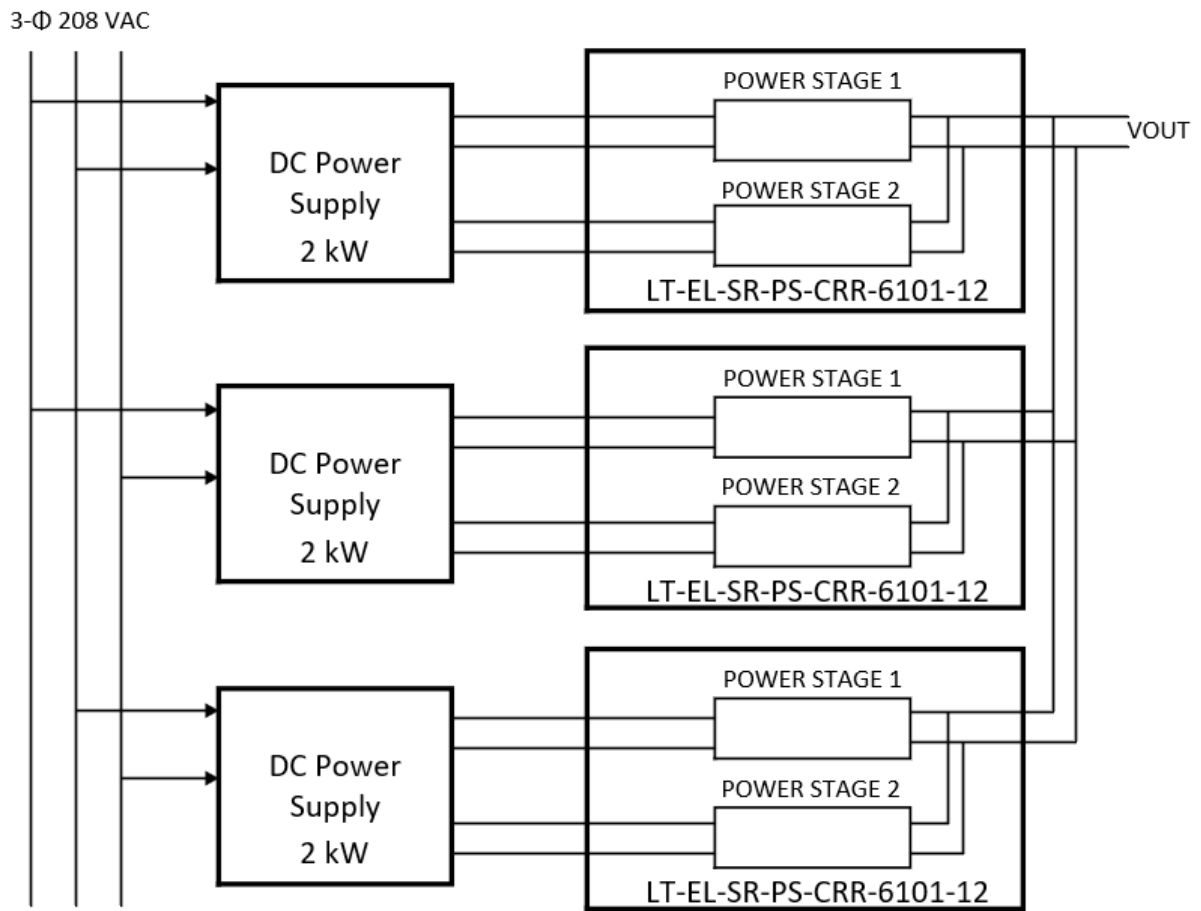 3-Φ 208 VAC
POWER STAGE 1
VOUT
DC Power
Supply
2 kW
POWER STAGE 2
LT-EL-SR-PS-CRR-6101-12
POWER STAGE 1
DC Power
Supply
2 kW
POWER STAGE 2
LT-EL-SR-PS-CRR-6101-12
POWER STAGE 1
DC Power
Supply
2 kW
POWER STAGE 2
LT-EL-SR-PS-CRR-6101-12